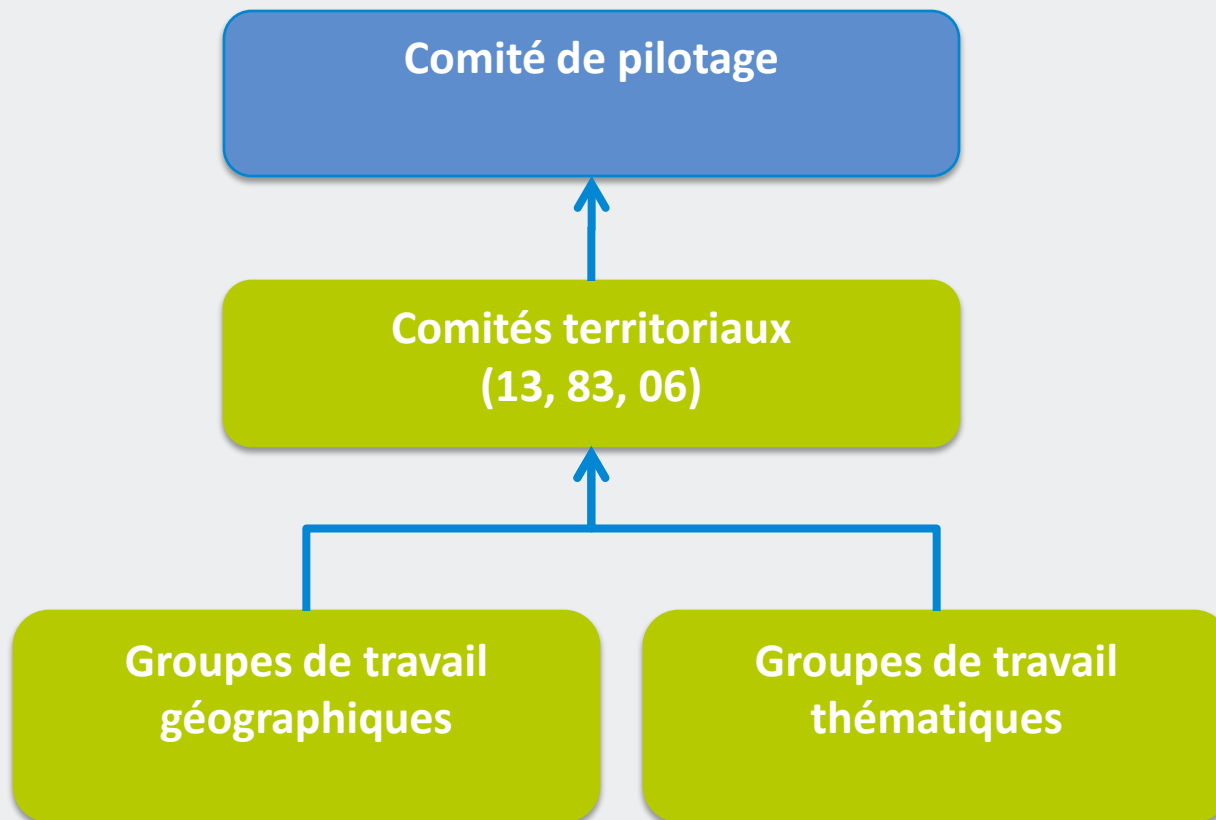 Comité de pilotage
Comités territoriaux
(13, 83, 06)
Groupes de travail
géographiques
Groupes de travail
thématiques